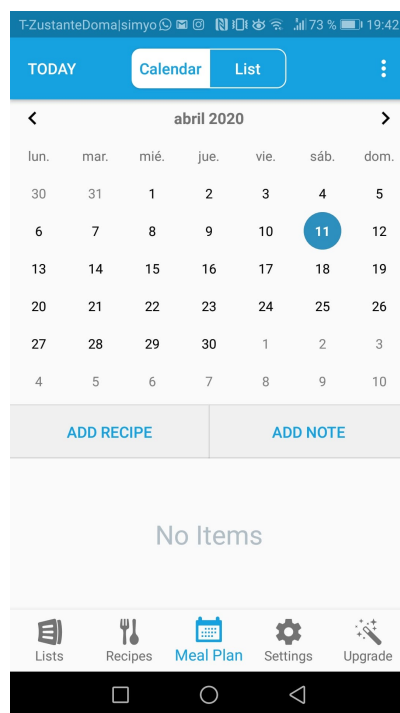 T-ZustanteDoma|simyo 73 % 19:42
TODAY Calendar List
abril 2020
lun. mar. mié. jue. vie. sáb. dom.
30 31 1 2 3 4 5
6 7 8 9 10 11 12
13 14 15 16 17 18 19
20 21 22 23 24 25 26
27 28 29 30 1 2 3
4 5 6 7 8 9 10
ADD RECIPE ADD NOTE
No Items
Lists Recipes Meal Plan Settings Upgrade